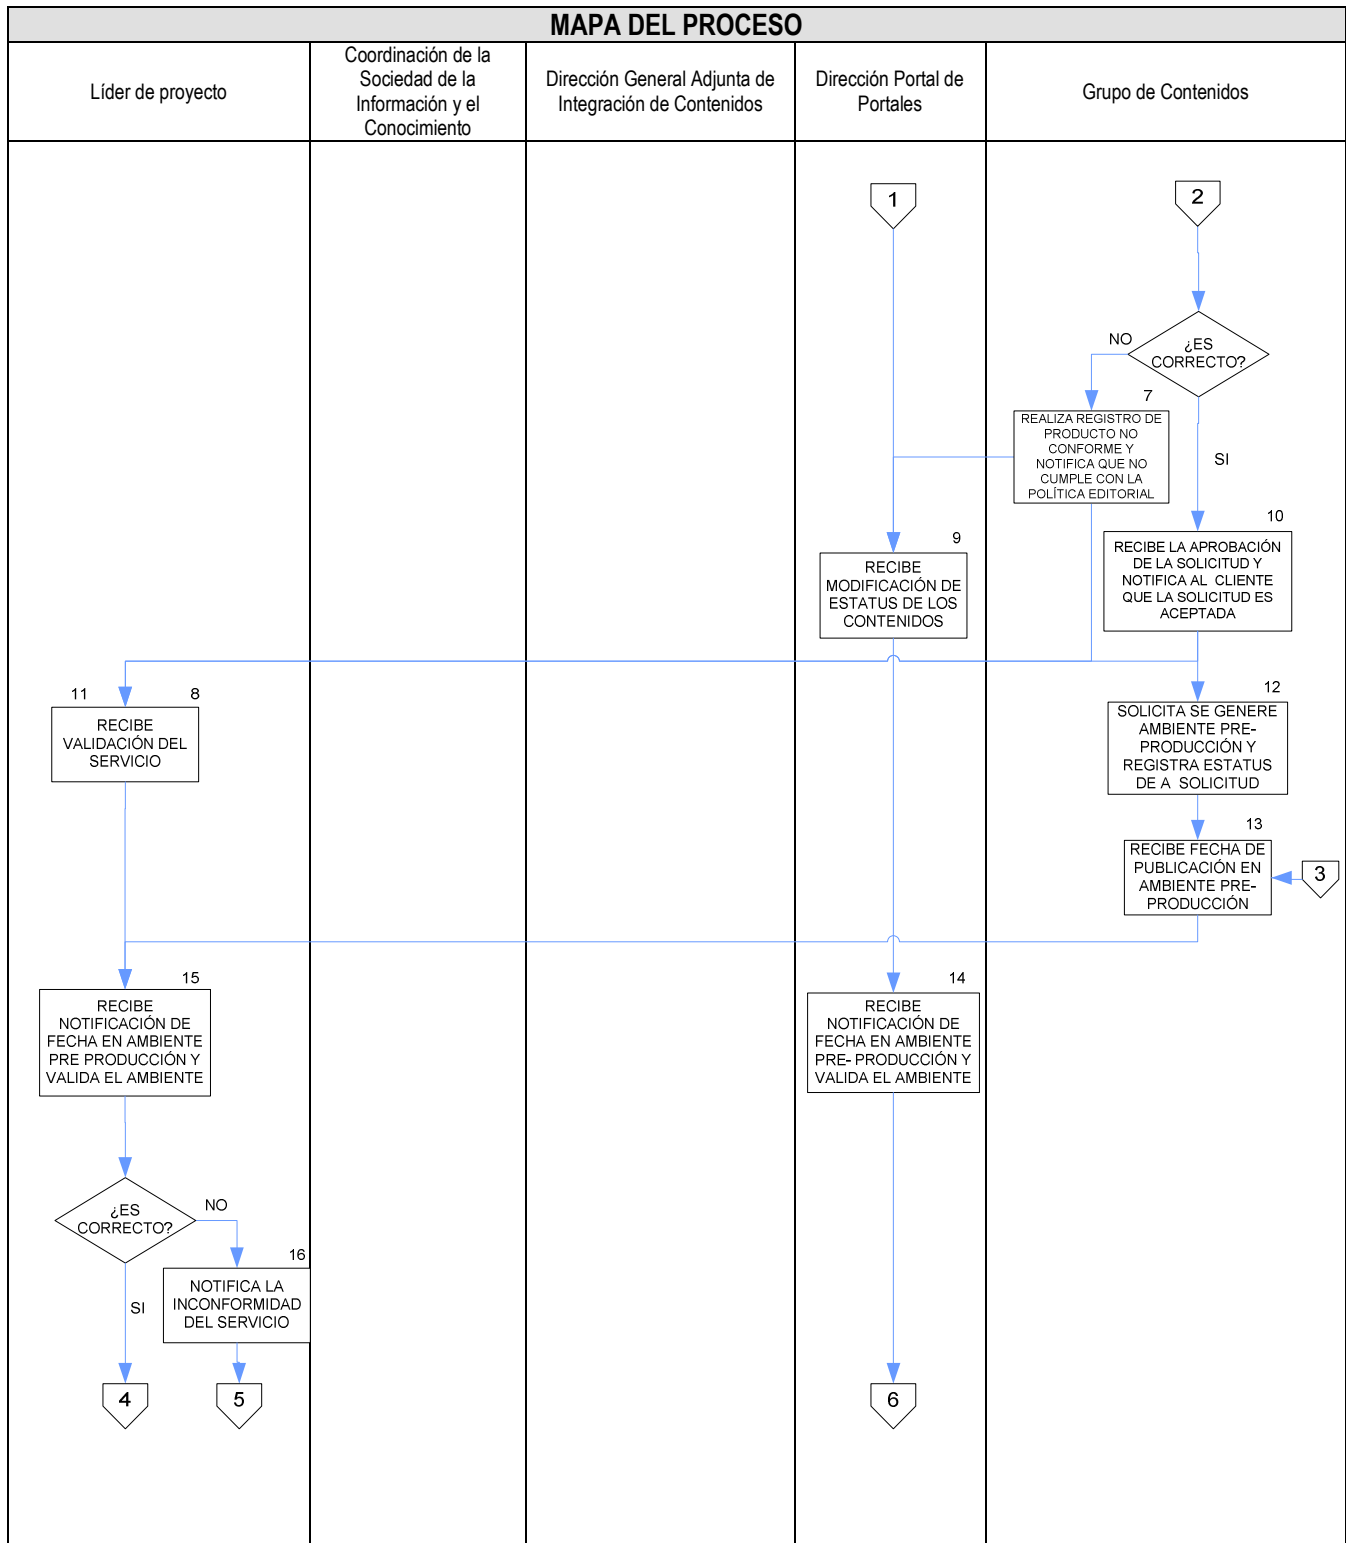 MAPA DEL PROCESO
Líder de proyecto
Coordinación de la
Sociedad de la
Información y el
Conocimiento
Dirección General Adjunta de
Integración de Contenidos
Dirección Portal de
Portales
Grupo de Contenidos
1
2
¿ES
CORRECTO?
NO
SI
7
REALIZA REGISTRO DE
PRODUCTO NO
CONFORME Y
NOTIFICA QUE NO
CUMPLE CON LA
POLÍTICA EDITORIAL
9
RECIBE
MODIFICACIÓN DE
ESTATUS DE LOS
CONTENIDOS
10
RECIBE LA APROBACIÓN
DE LA SOLICITUD Y
NOTIFICA AL CLIENTE
QUE LA SOLICITUD ES
ACEPTADA
11
8
RECIBE
VALIDACIÓN DEL
SERVICIO
12
SOLICITA SE GENERE
AMBIENTE PRE-
PRODUCCIÓN Y
REGISTRA ESTATUS
DE A SOLICITUD
13
RECIBE FECHA DE
PUBLICACIÓN EN
AMBIENTE PRE-
PRODUCCIÓN
3
15
RECIBE
NOTIFICACIÓN DE
FECHA EN AMBIENTE
PRE PRODUCCIÓN Y
VALIDA EL AMBIENTE
14
RECIBE
NOTIFICACIÓN DE
FECHA EN AMBIENTE
PRE- PRODUCCIÓN Y
VALIDA EL AMBIENTE
¿ES
CORRECTO?
NO
SI
16
NOTIFICA LA
INCONFORMIDAD
DEL SERVICIO
4
5
6